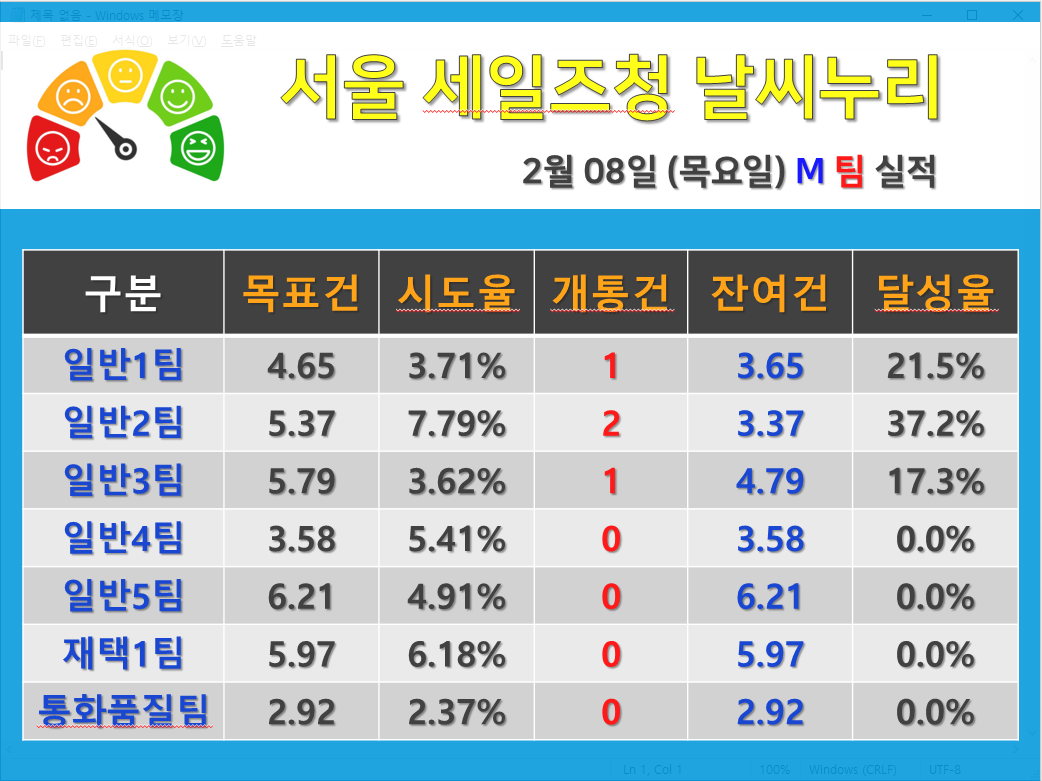 제목 없음 - Windows 메모장
파일(F) 편집(E) 서식(O) 보기(V) 도움말
서울 세일즈청 날씨누리
2월 08일 (목요일) M 팀 실적
구분 목표건 시도율 개통건 잔여건 달성율
일반1팀 4.65 3.71% 1 3.65 21.5%
일반2팀 5.37 7.79% 2 3.37 37.2%
일반3팀 5.79 3.62% 1 4.79 17.3%
일반4팀 3.58 5.41% 0 3.58 0.0%
일반5팀 6.21 4.91% 0 6.21 0.0%
재택1팀 5.97 6.18% 0 5.97 0.0%
통화품질팀 2.92 2.37% 0 2.92 0.0%
Ln 1, Col 1 100% Windows (CRLF) UTF-8